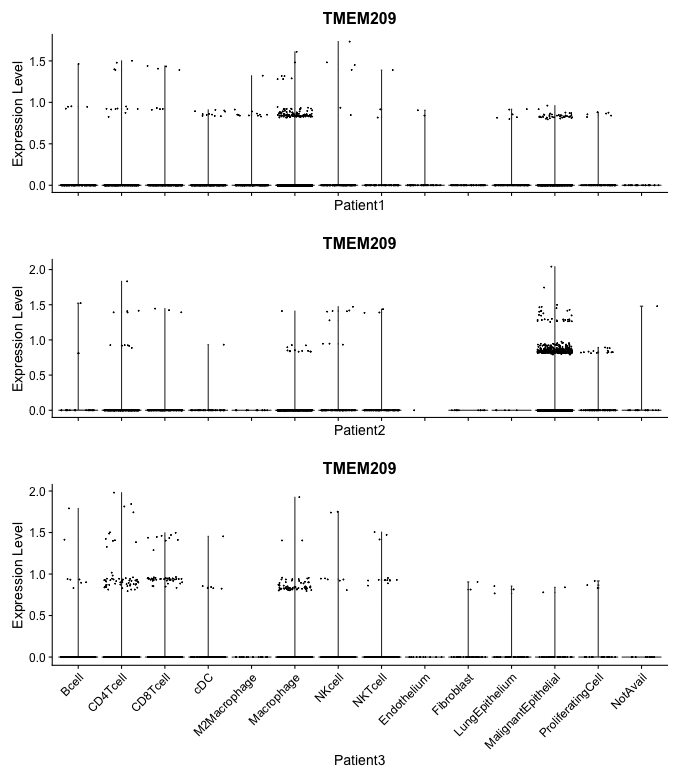 TMEM209
Expression Level
1.5
1.0
0.5
0.0
Patient1
TMEM209
Expression Level
2.0
1.5
1.0
0.5
0.0
Patient2
TMEM209
Expression Level
2.0
1.5
1.0
0.5
0.0
Bcell
CD4Tcell
CD8Tcell
cDC
M2Macrophage
Macrophage
NKcell
NKTcell
Endothelium
Fibroblast
LungEpithelium
MalignantEpithelial
ProliferatingCell
NotAvail
Patient3